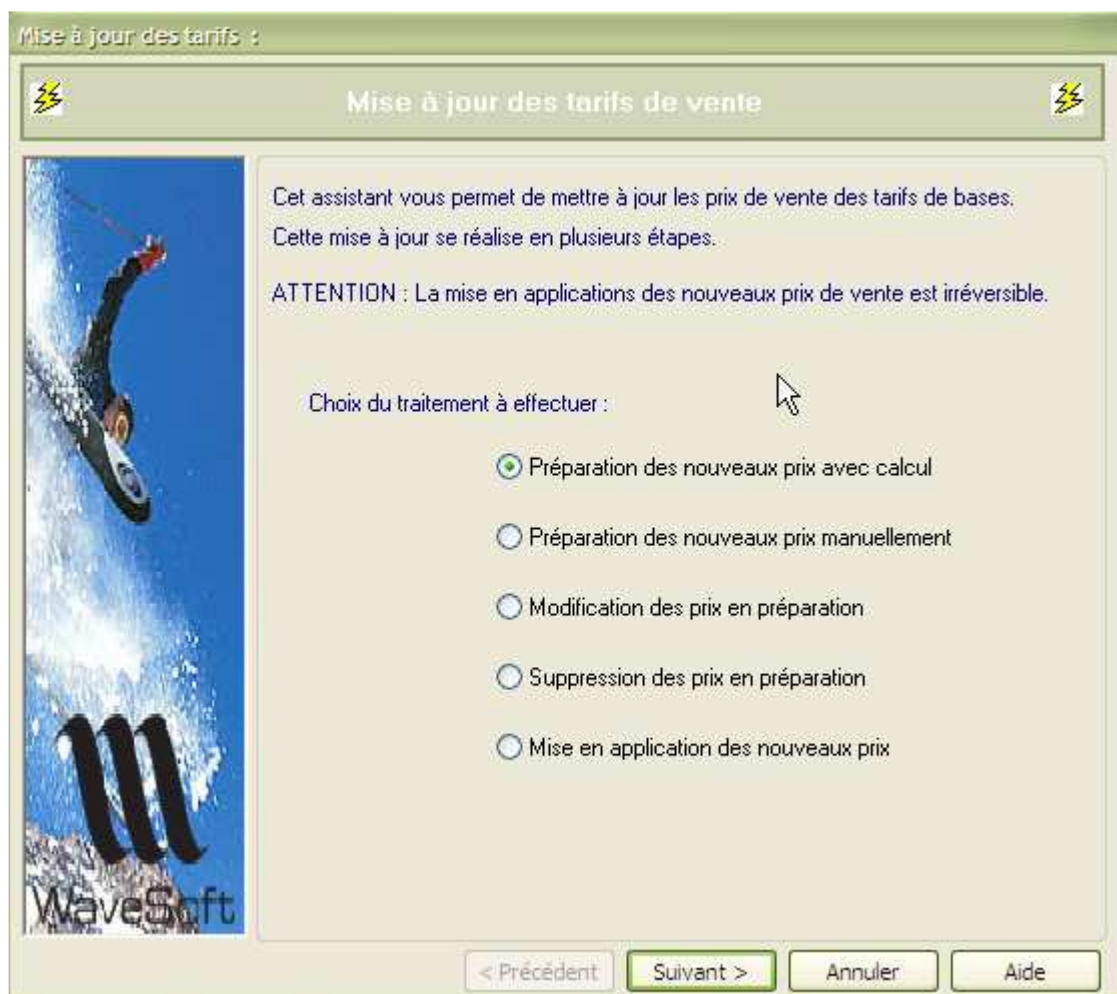 Mise à jour des tarifs :
Mise à jour des tarifs de vente
Cet assistant vous permet de mettre à jour les prix de vente des tarifs de bases.
Cette mise à jour se réalise en plusieurs étapes.
ATTENTION : La mise en applications des nouveaux prix de vente est irréversible.
Choix du traitement à effectuer :
Préparation des nouveaux prix avec calcul
Préparation des nouveaux prix manuellement
Modification des prix en préparation
Suppression des prix en préparation
Mise en application des nouveaux prix
WaveSoft
< Précédent Suivant > Annuler Aide